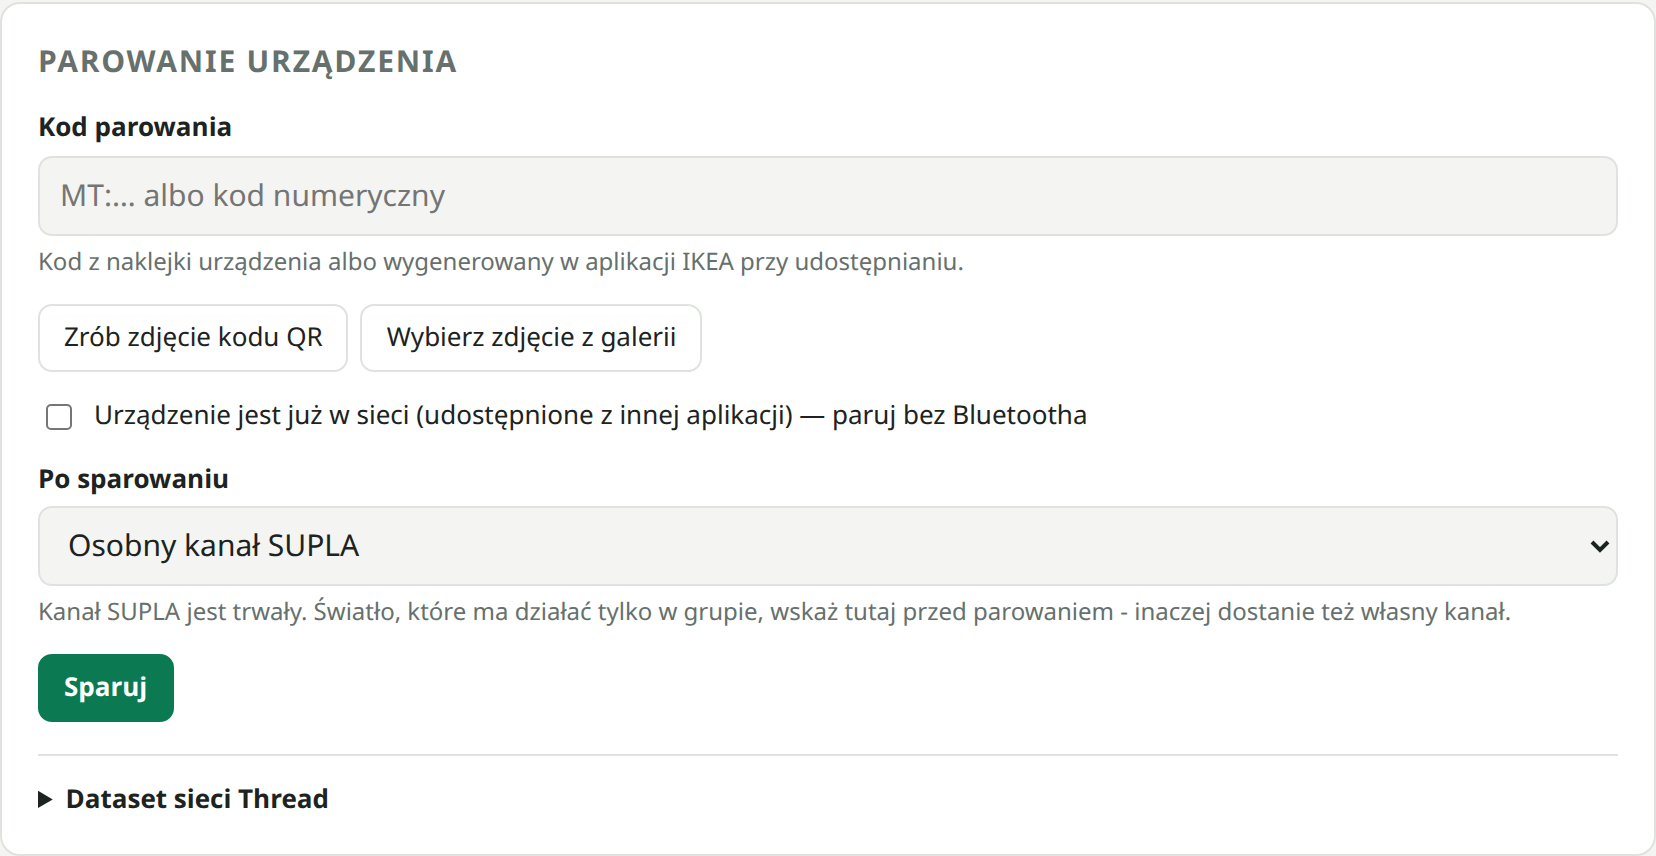 PAROWANIE URZĄDZENIA
Kod parowania
MT:... albo kod numeryczny
Kod z naklejki urządzenia albo wygenerowany w aplikacji IKEA przy udostępnianiu.
Zrób zdjęcie kodu QR Wybierz zdjęcie z galerii
Urządzenie jest już w sieci (udostępnione z innej aplikacji) — paruj bez Bluetootha
Po sparowaniu
Osobny kanał SUPLA
Kanał SUPLA jest trwały. Światło, które ma działać tylko w grupie, wskaż tutaj przed parowaniem - inaczej dostanie też własny kanał.
Sparuj
Dataset sieci Thread